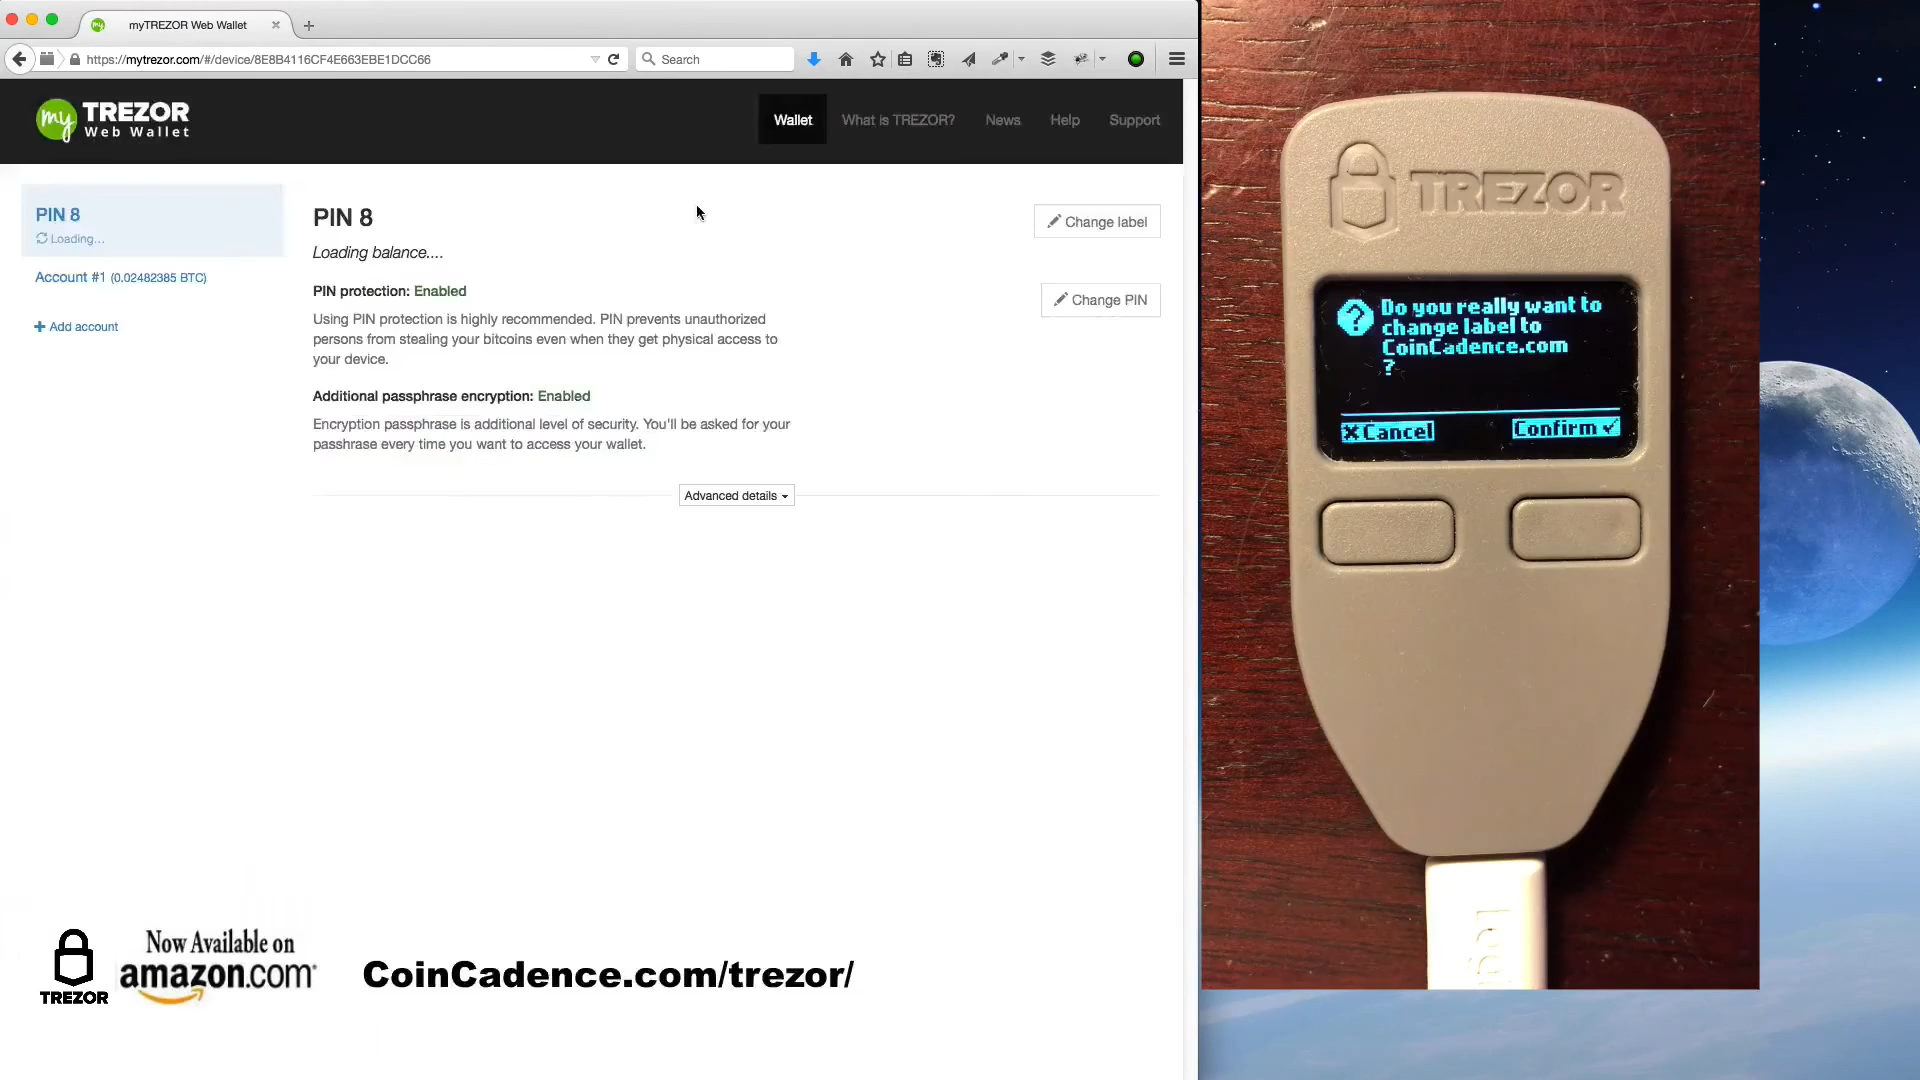 myTREZOR Web Wallet
https://mytrezor.com/#/device/8E8B4116CF4E663EBE1DCC66
Search
my TREZOR
Web Wallet
Wallet
What is TREZOR?
News
Help
Support
PIN 8
Loading...
Account #1 (0.02482385 BTC)
Add account
PIN 8
Change label
Loading balance....
PIN protection: Enabled
Change PIN
Using PIN protection is highly recommended. PIN prevents unauthorized
persons from stealing your bitcoins even when they get physical access to
your device.
Additional passphrase encryption: Enabled
Encryption passphrase is additional level of security. You'll be asked for your
passhrase every time you want to access your wallet.
Advanced details
TREZOR
Now Available on
amazon.com
CoinCadence.com/trezor/
TREZOR
Do you really want to
change label to
CoinCadence.com
?
Cancel
Confirm